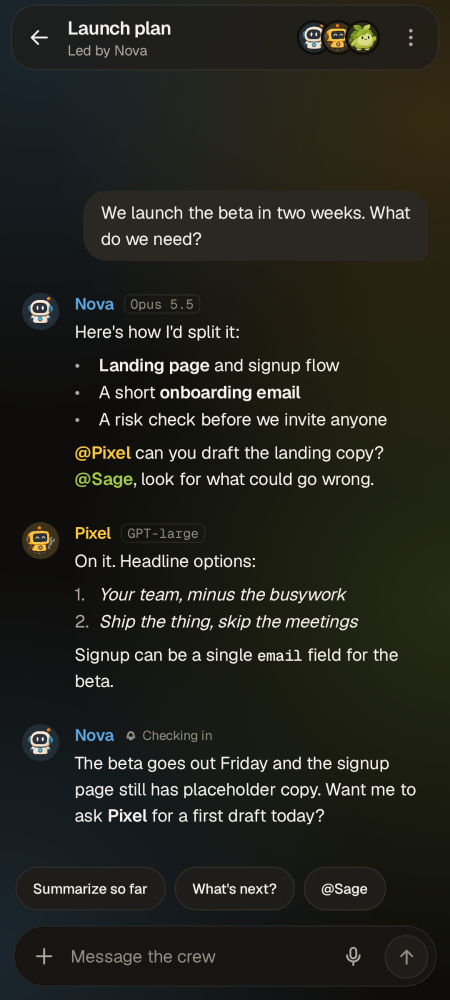 Launch plan
Led by Nova
We launch the beta in two weeks. What
do we need?
Nova Opus 5.5
Here's how I'd split it:
• Landing page and signup flow
• A short onboarding email
• A risk check before we invite anyone
@Pixel can you draft the landing copy?
@Sage, look for what could go wrong.
Pixel GPT-large
On it. Headline options:
1. Your team, minus the busywork
2. Ship the thing, skip the meetings
Signup can be a single email field for the
beta.
Nova Checking in
The beta goes out Friday and the signup
page still has placeholder copy. Want me to
ask Pixel for a first draft today?
Summarize so far What's next? @Sage
Message the crew